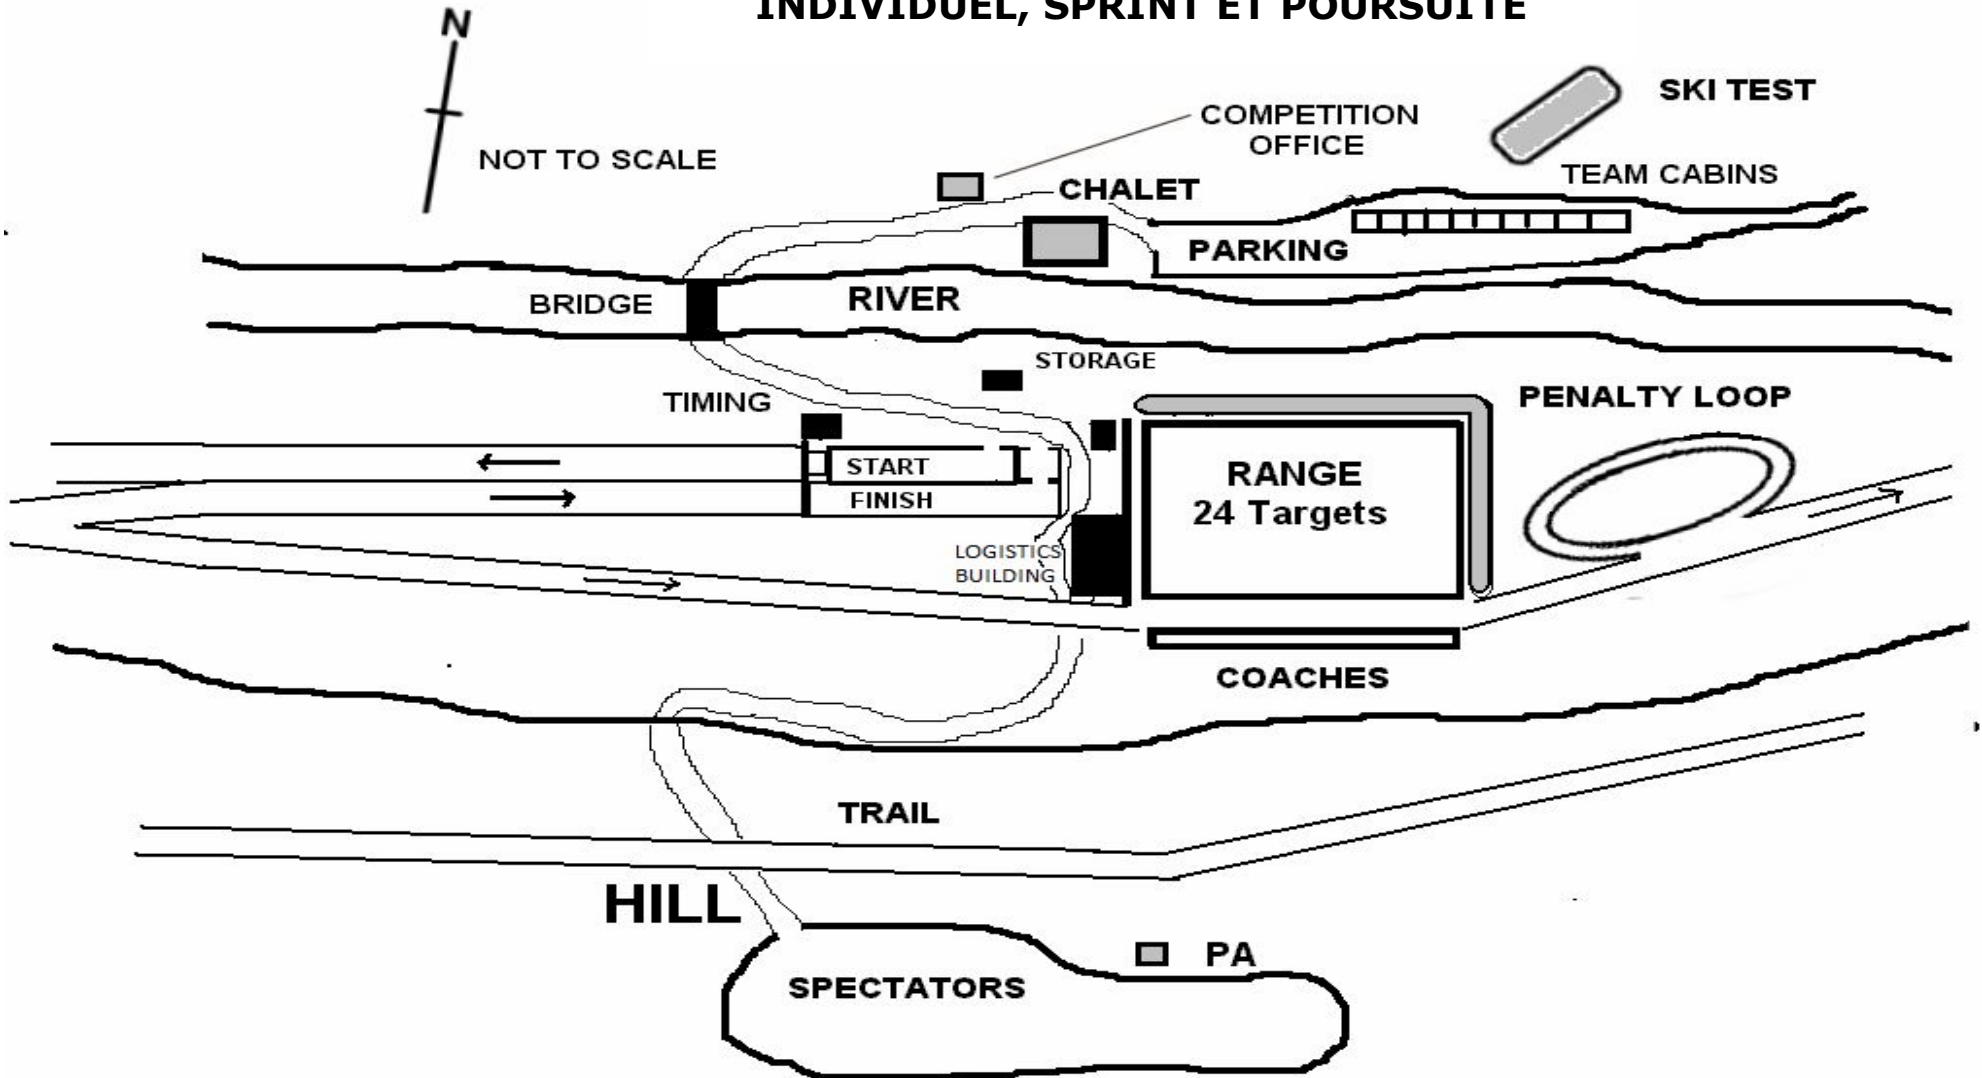 INDIVIDUEL, SPRINT ET POURSUITE
N
NOT TO SCALE
COMPETITION
OFFICE
SKI TEST
TEAM CABINS
CHALET
PARKING
BRIDGE
RIVER
STORAGE
TIMING
PENALTY LOOP
START
FINISH
RANGE
24 Targets
LOGISTICS
BUILDING
COACHES
TRAIL
HILL
SPECTATORS
PA